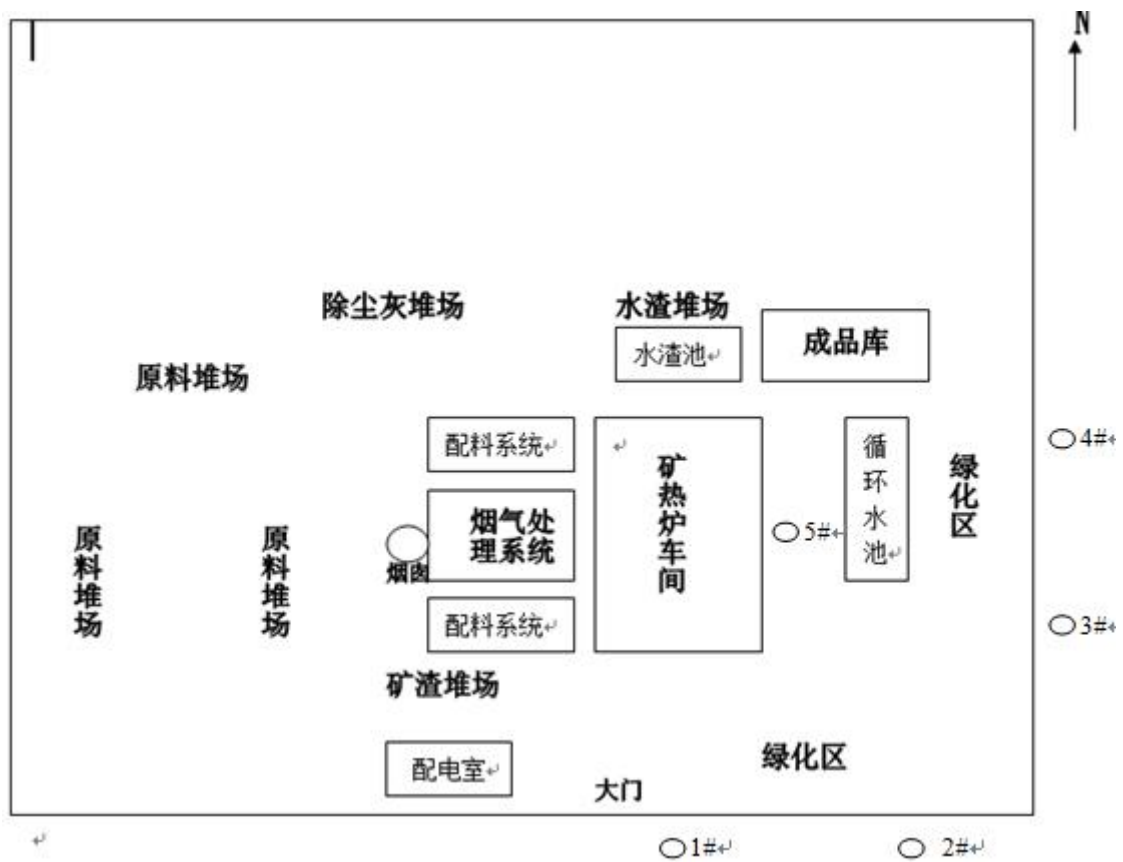 N
除尘灰堆场
水渣堆场
水渣池
成品库
原料堆场
配料系统
矿热炉车间
循环水池
绿化区
4#
烟气处
理系统
5#
原料堆场
原料堆场
烟囱
配料系统
3#
矿渣堆场
配电室
绿化区
大门
1#
2#